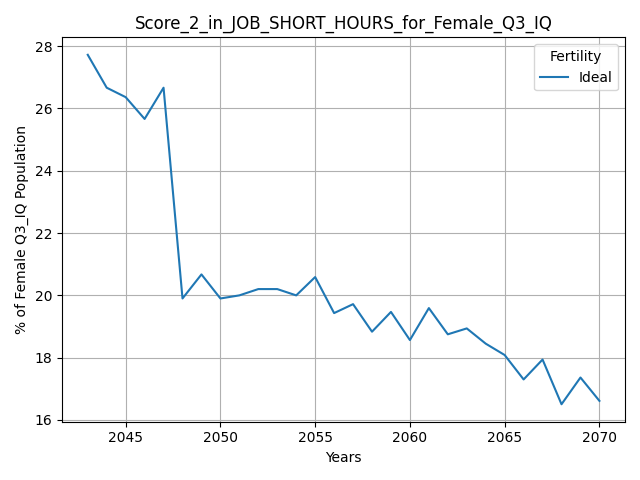 Score_2_in_JOB_SHORT_HOURS_for_Female_Q3_IQ
Fertility
Ideal
% of Female Q3_IQ Population
28
26
24
22
20
18
16
2045
2050
2055
2060
2065
2070
Years